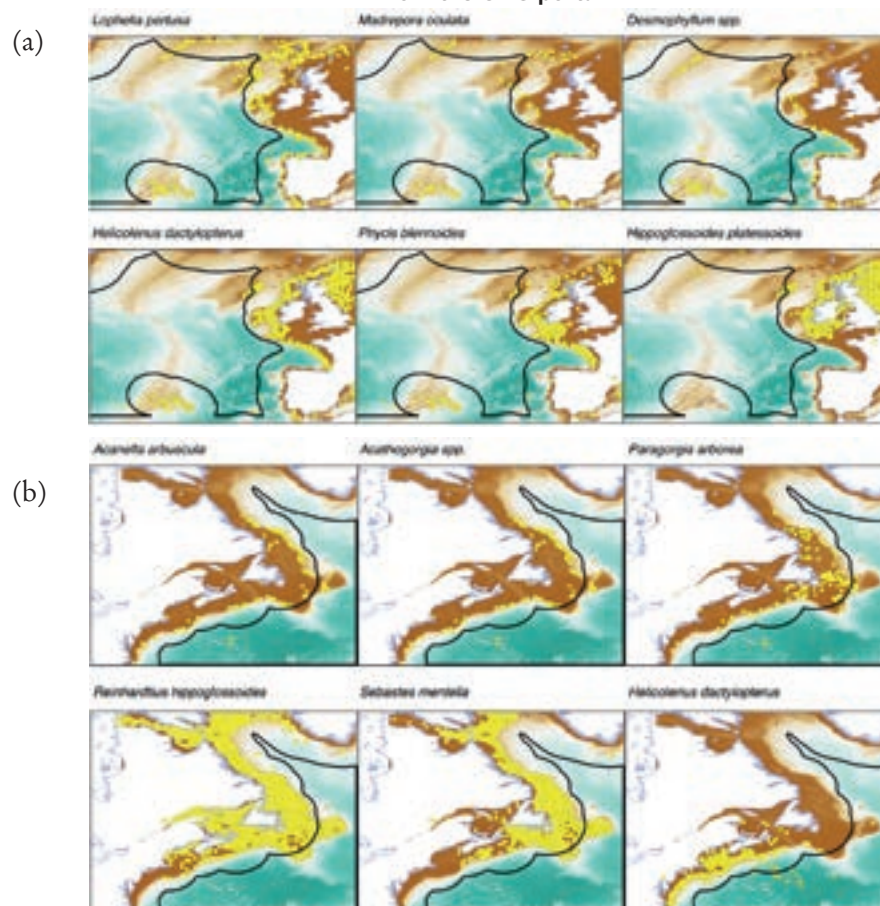 (a)
Lophelia pertusa Madrepora oculata Desmophyllum spp.
Helicolenus dactylopterus Phycis blennoides Hippoglossoides platessoides
(b)
Acanella arbuscula Acathogorgia spp. Paragorgia arborea
Reinhardtius hippoglossoides Sebastes mentella Helicolenus dactylopterus